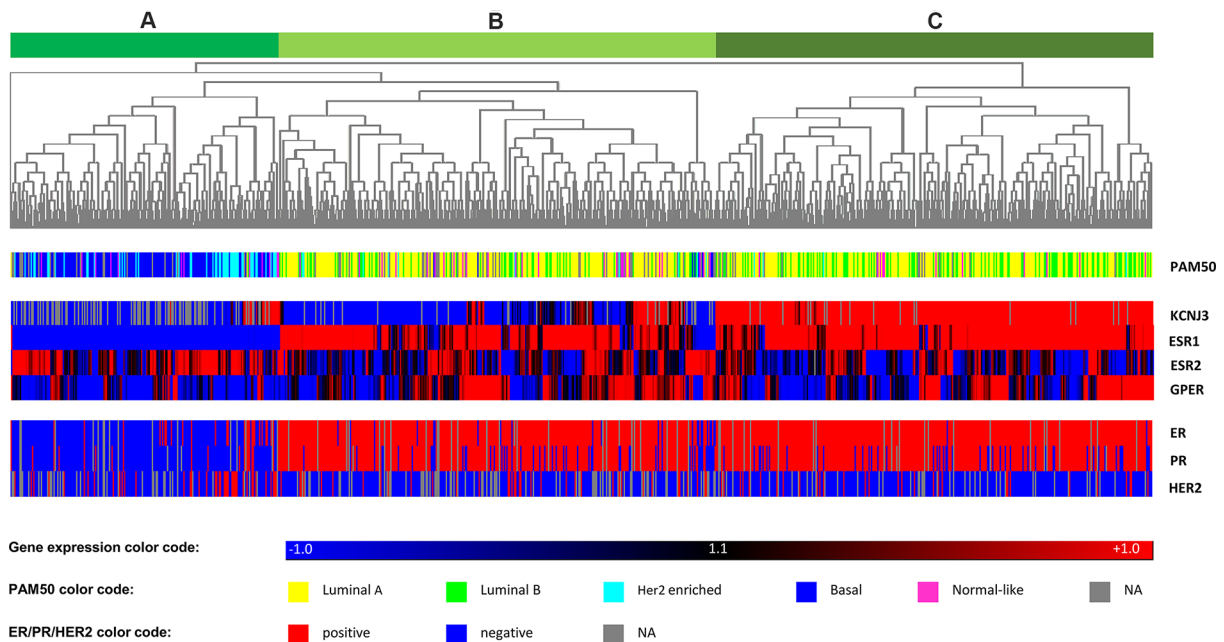 A B C
PAM50
KCNJ3
ESR1
ESR2
GPER
ER
PR
HER2
Gene expression color code: -1.0 1.1 +1.0
PAM50 color code: Luminal A Luminal B Her2 enriched Basal Normal-like NA
ER/PR/HER2 color code: positive negative NA